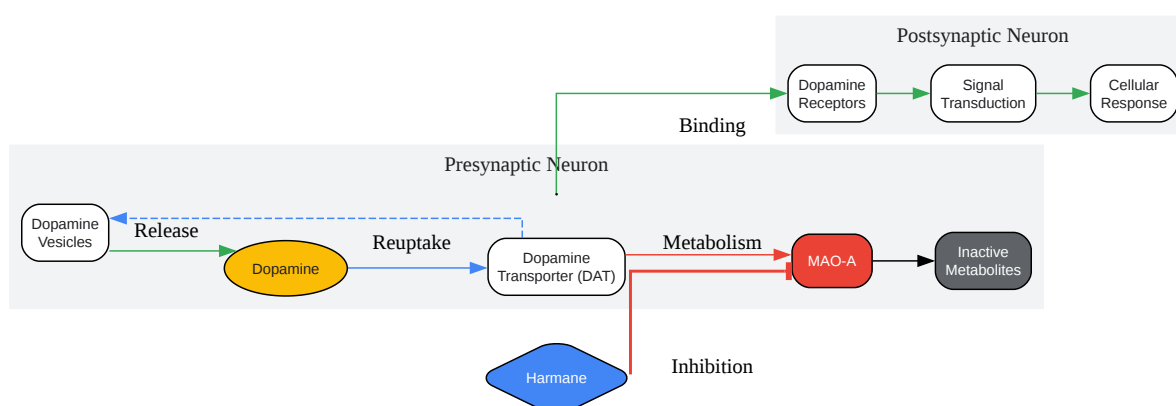 Postsynaptic Neuron
Dopamine
Receptors
Signal
Transduction
Cellular
Response
Binding
Presynaptic Neuron
Dopamine
Vesicles
Release
Dopamine
Reuptake
Dopamine
Transporter (DAT)
Metabolism
MAO-A
Inactive
Metabolites
Harmane
Inhibition